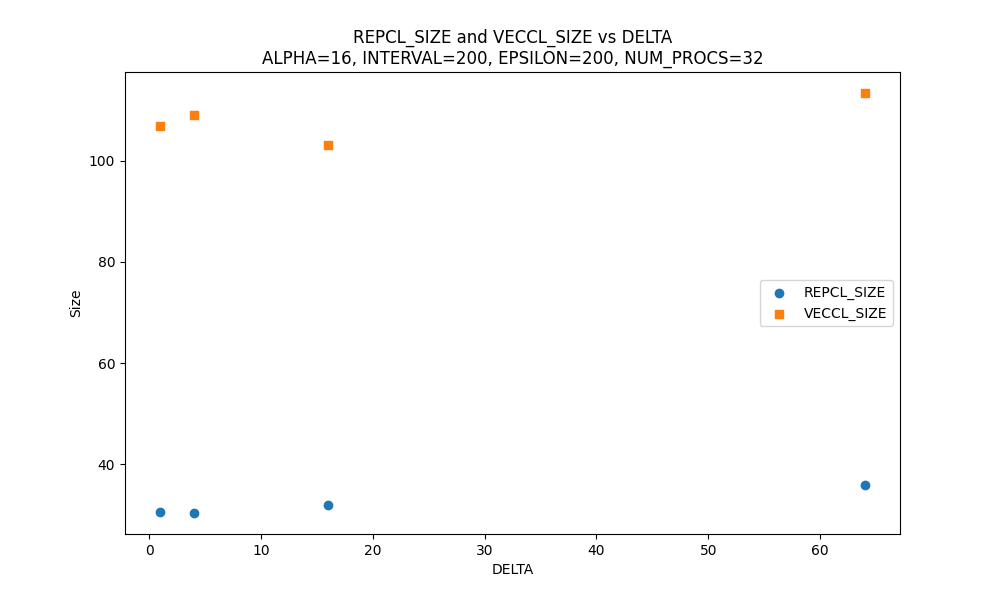 REPCL_SIZE and VECCL_SIZE vs DELTA
ALPHA=16, INTERVAL=200, EPSILON=200, NUM_PROCS=32
100
80
60
40
Size
REPCL_SIZE
VECCL_SIZE
0 10 20 30 40 50 60
DELTA